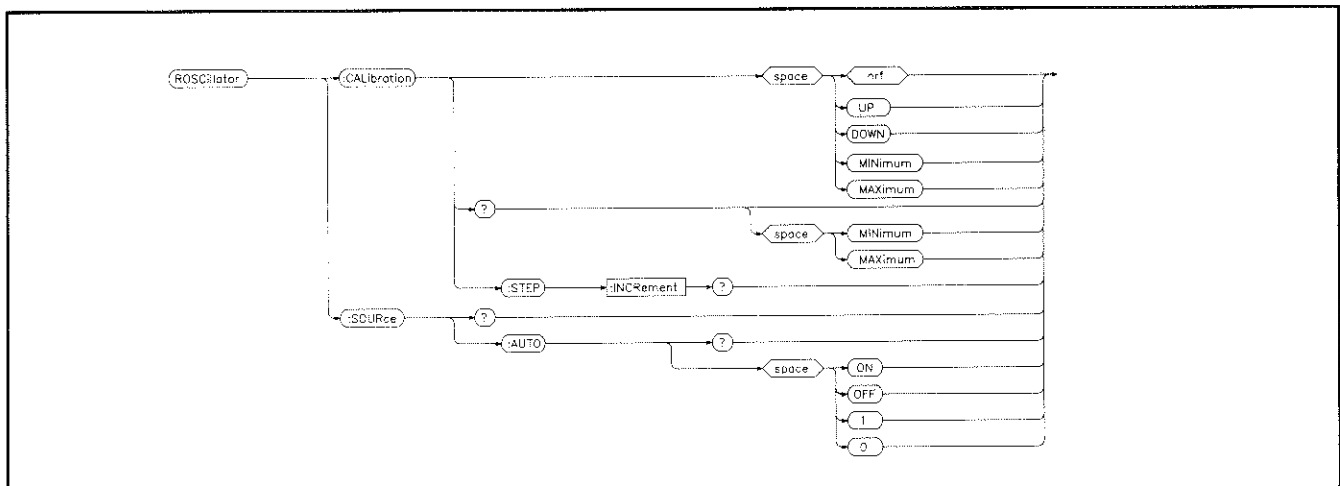 ROSCillator :CALibration space nrf
UP
DOWN
MINimum
MAXimum
?
space MINimum
MAXimum
:STEP :INCRement ?
:SOURce ?
:AUTO ?
space ON
OFF
1
0